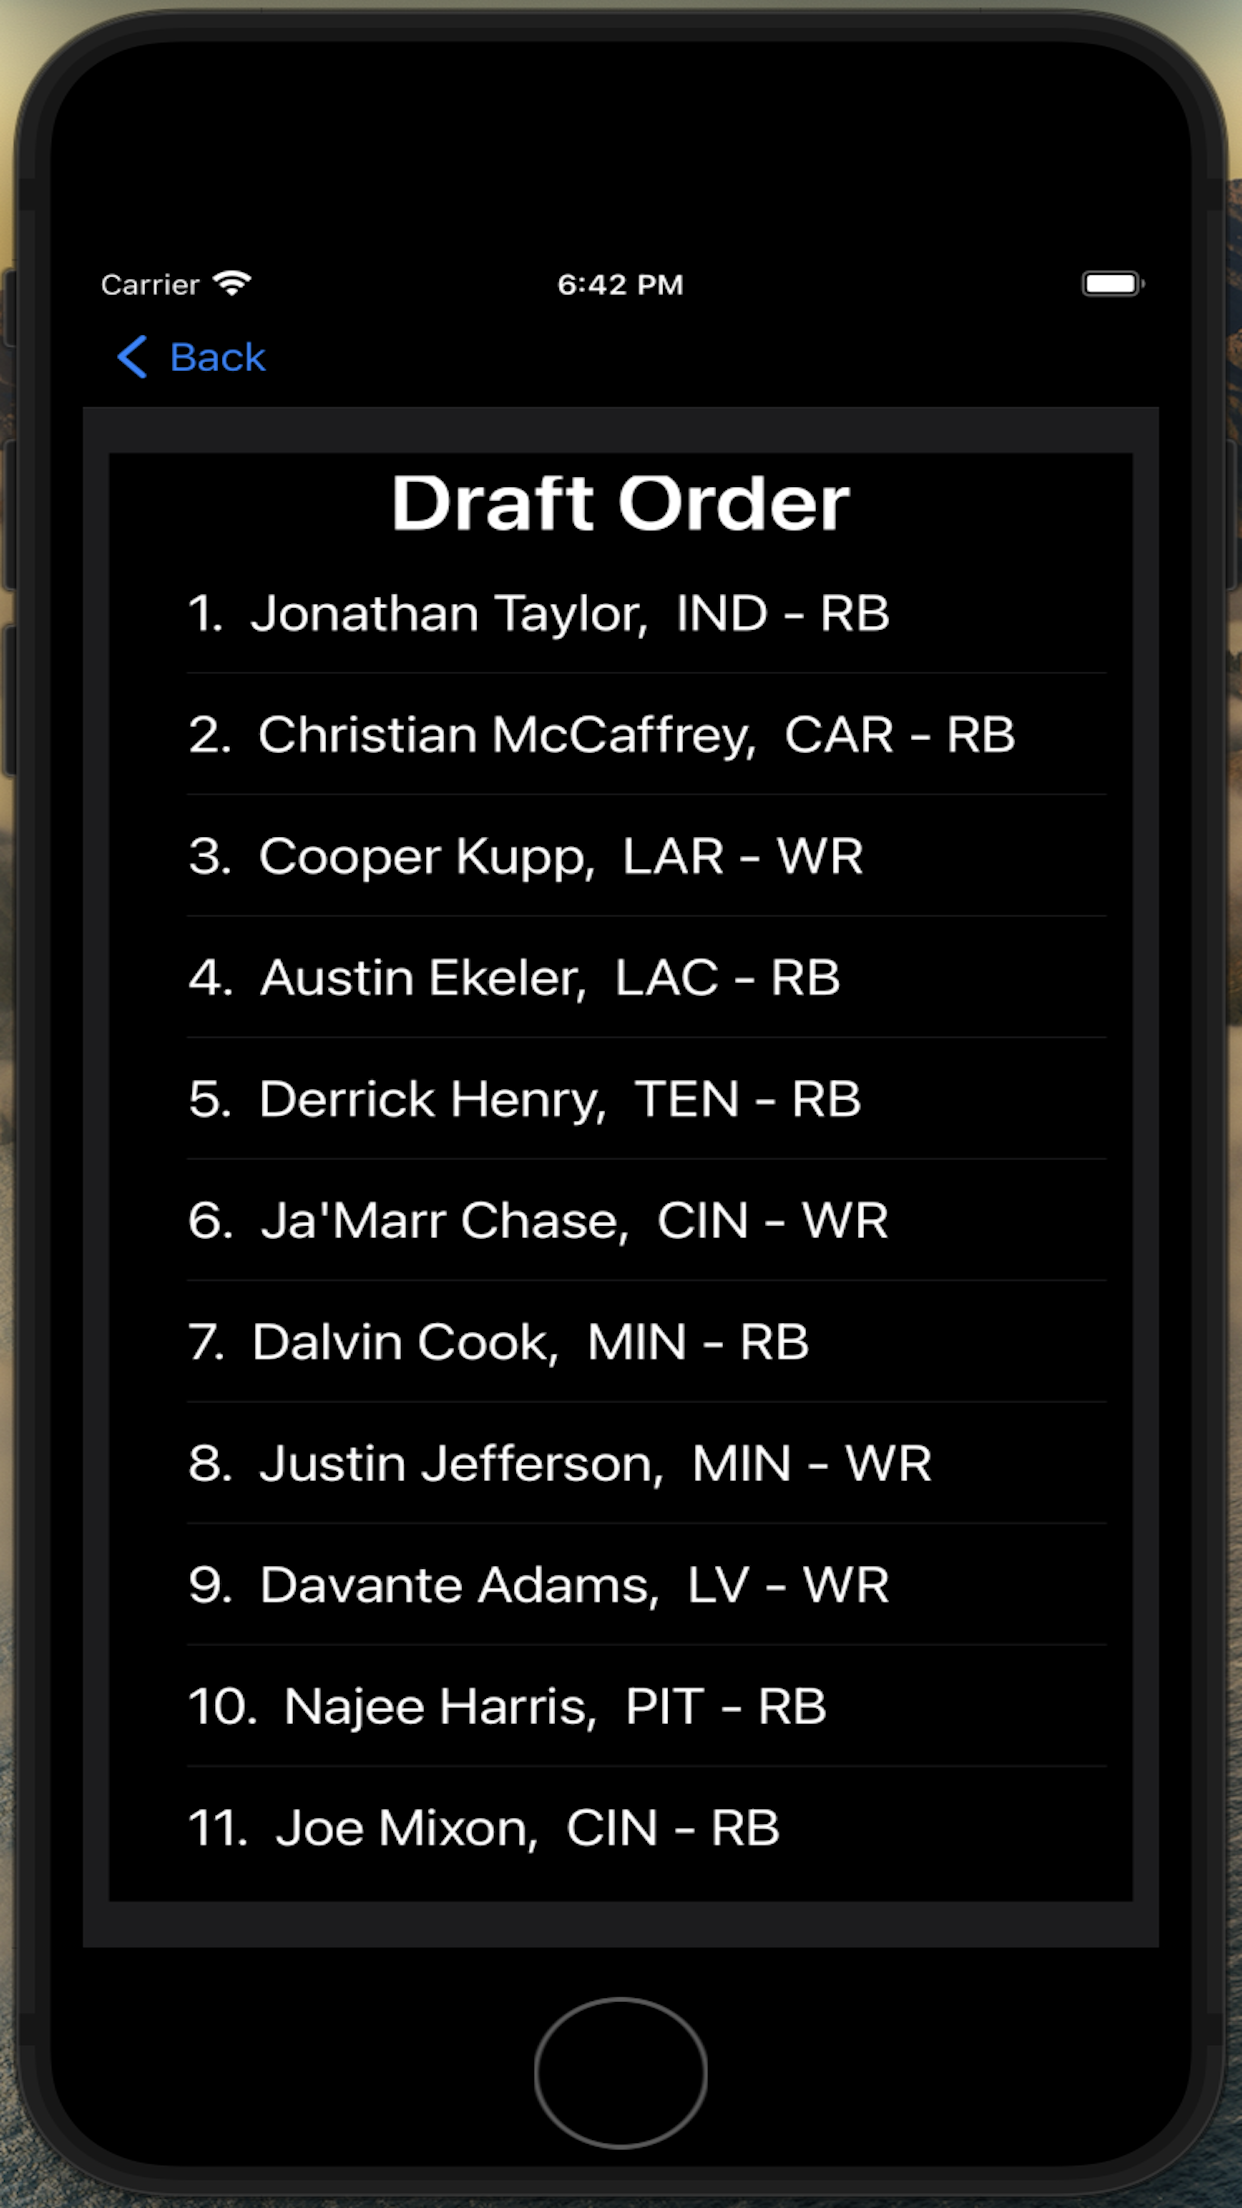 Carrier 6:42 PM
Back
Draft Order
1. Jonathan Taylor, IND - RB
2. Christian McCaffrey, CAR - RB
3. Cooper Kupp, LAR - WR
4. Austin Ekeler, LAC - RB
5. Derrick Henry, TEN - RB
6. Ja'Marr Chase, CIN - WR
7. Dalvin Cook, MIN - RB
8. Justin Jefferson, MIN - WR
9. Davante Adams, LV - WR
10. Najee Harris, PIT - RB
11. Joe Mixon, CIN - RB